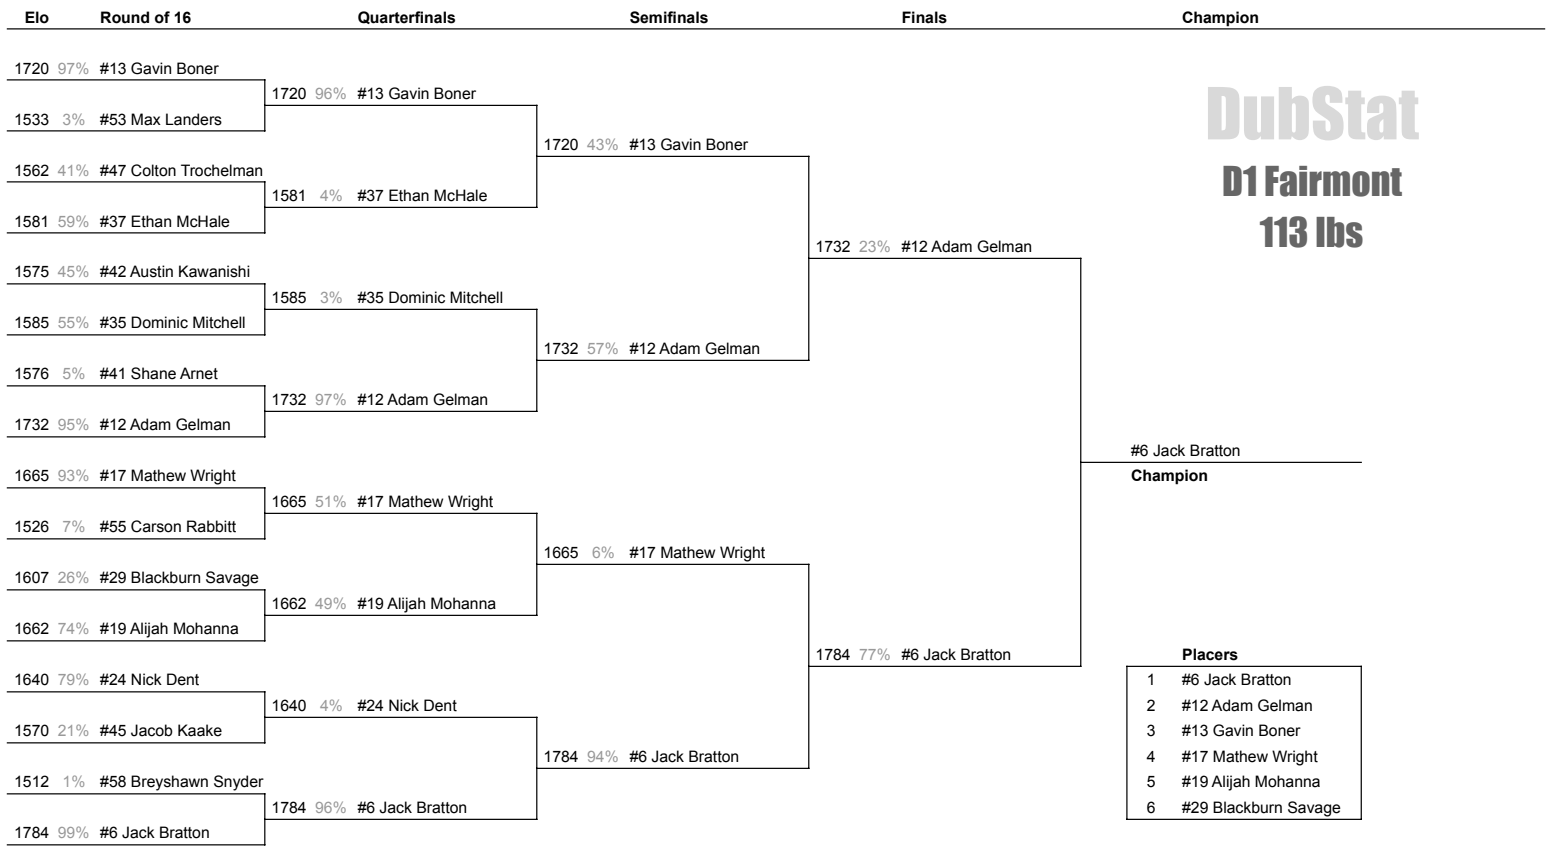 Elo Round of 16 Quarterfinals Semifinals Finals Champion
1720 97% #13 Gavin Boner
1720 96% #13 Gavin Boner
1533 3% #53 Max Landers
1720 43% #13 Gavin Boner
1562 41% #47 Colton Trochelman
1581 4% #37 Ethan McHale
1581 59% #37 Ethan McHale
1732 23% #12 Adam Gelman
1575 45% #42 Austin Kawanishi
1585 3% #35 Dominic Mitchell
1585 55% #35 Dominic Mitchell
1732 57% #12 Adam Gelman
1576 5% #41 Shane Arnet
1732 97% #12 Adam Gelman
1732 95% #12 Adam Gelman
#6 Jack Bratton
Champion
1665 93% #17 Mathew Wright
1665 51% #17 Mathew Wright
1526 7% #55 Carson Rabbitt
1665 6% #17 Mathew Wright
1607 26% #29 Blackburn Savage
1662 49% #19 Alijah Mohanna
1662 74% #19 Alijah Mohanna
1784 77% #6 Jack Bratton
1640 79% #24 Nick Dent
1640 4% #24 Nick Dent
1570 21% #45 Jacob Kaake
1784 94% #6 Jack Bratton
1512 1% #58 Breyshawn Snyder
1784 96% #6 Jack Bratton
1784 99% #6 Jack Bratton
DubStat
D1 Fairmont
113 lbs
Placers
1 #6 Jack Bratton
2 #12 Adam Gelman
3 #13 Gavin Boner
4 #17 Mathew Wright
5 #19 Alijah Mohanna
6 #29 Blackburn Savage